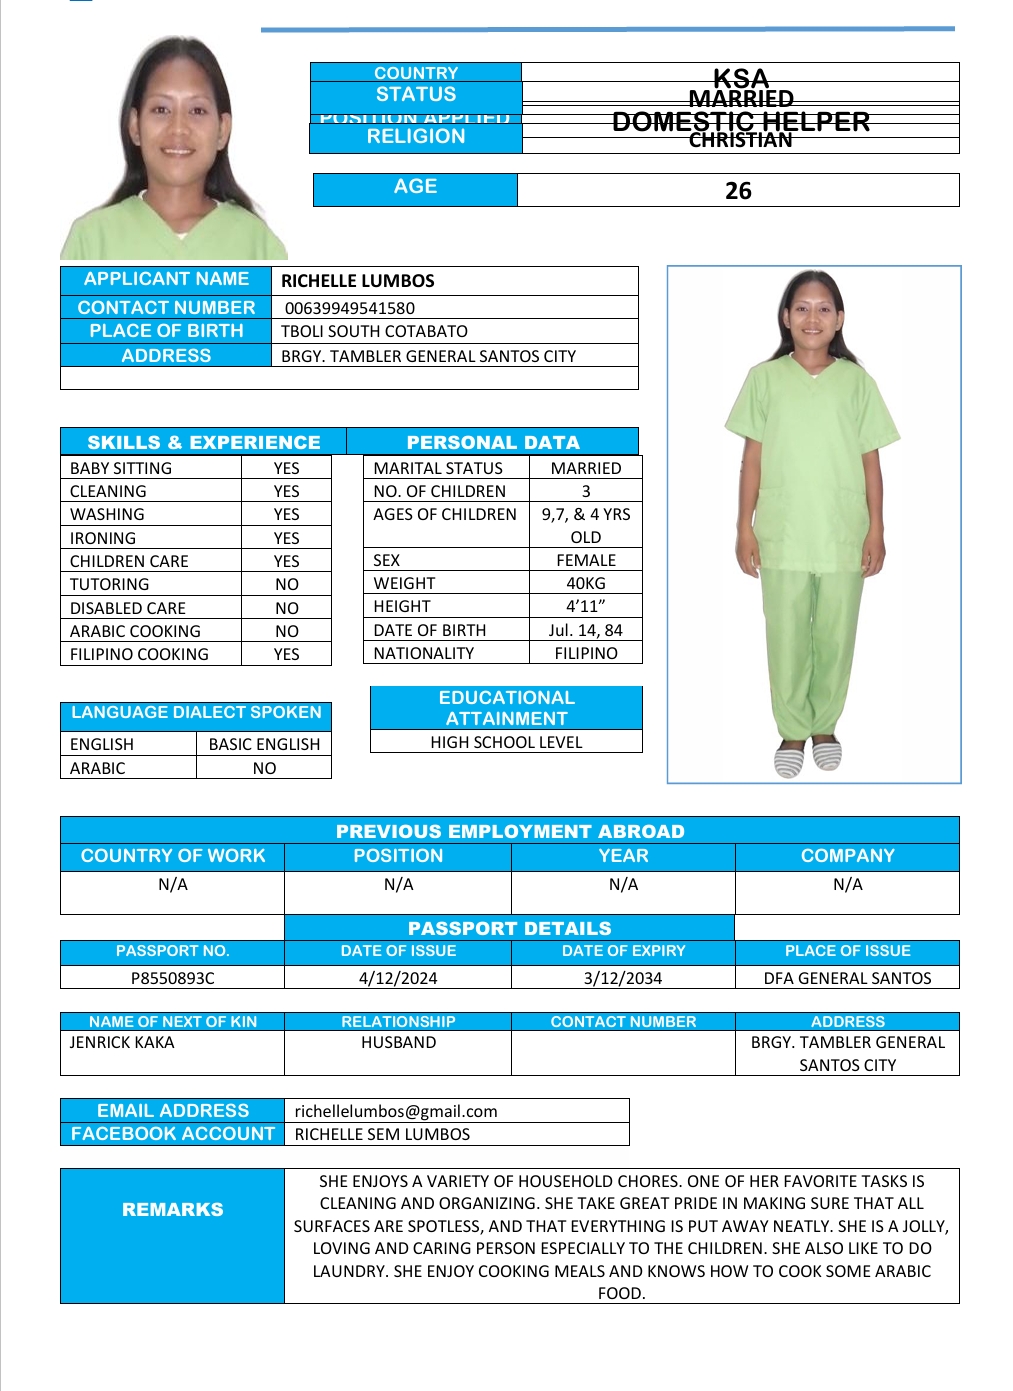 COUNTRY KSA
STATUS MARRIED
POSITION APPLIED DOMESTIC HELPER
RELIGION CHRISTIAN
AGE 26
APPLICANT NAME RICHELLE LUMBOS
CONTACT NUMBER 00639949541580
PLACE OF BIRTH TBOLI SOUTH COTABATO
ADDRESS BRGY. TAMBLER GENERAL SANTOS CITY
SKILLS & EXPERIENCE
BABY SITTING YES
CLEANING YES
WASHING YES
IRONING YES
CHILDREN CARE YES
TUTORING NO
DISABLED CARE NO
ARABIC COOKING NO
FILIPINO COOKING YES
PERSONAL DATA
MARITAL STATUS MARRIED
NO. OF CHILDREN 3
AGES OF CHILDREN 9,7, & 4 YRS
OLD
SEX FEMALE
WEIGHT 40KG
HEIGHT 4’11”
DATE OF BIRTH Jul. 14, 84
NATIONALITY FILIPINO
LANGUAGE DIALECT SPOKEN
ENGLISH BASIC ENGLISH
ARABIC NO
EDUCATIONAL
ATTAINMENT
HIGH SCHOOL LEVEL
PREVIOUS EMPLOYMENT ABROAD
COUNTRY OF WORK POSITION YEAR COMPANY
N/A N/A N/A N/A
PASSPORT DETAILS
PASSPORT NO. DATE OF ISSUE DATE OF EXPIRY PLACE OF ISSUE
P8550893C 4/12/2024 3/12/2034 DFA GENERAL SANTOS
NAME OF NEXT OF KIN RELATIONSHIP CONTACT NUMBER ADDRESS
JENRICK KAKA HUSBAND BRGY. TAMBLER GENERAL
SANTOS CITY
EMAIL ADDRESS richellelumbos@gmail.com
FACEBOOK ACCOUNT RICHELLE SEM LUMBOS
REMARKS
SHE ENJOYS A VARIETY OF HOUSEHOLD CHORES. ONE OF HER FAVORITE TASKS IS
CLEANING AND ORGANIZING. SHE TAKE GREAT PRIDE IN MAKING SURE THAT ALL
SURFACES ARE SPOTLESS, AND THAT EVERYTHING IS PUT AWAY NEATLY. SHE IS A JOLLY,
LOVING AND CARING PERSON ESPECIALLY TO THE CHILDREN. SHE ALSO LIKE TO DO
LAUNDRY. SHE ENJOY COOKING MEALS AND KNOWS HOW TO COOK SOME ARABIC
FOOD.